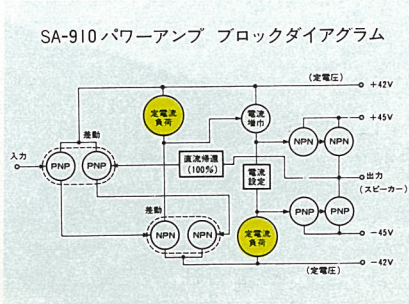 SA-910 パワーアンプ ブロックダイアグラム
(定電圧)
+42V
定電流
負荷
電流
増巾
+45V
差動
NPN
NPN
入力
PNP
PNP
直流帰還
(100%)
電流
設定
出力
(スピーカー)
差動
PNP
PNP
NPN
NPN
定電流
負荷
-45V
(定電圧)
-42V